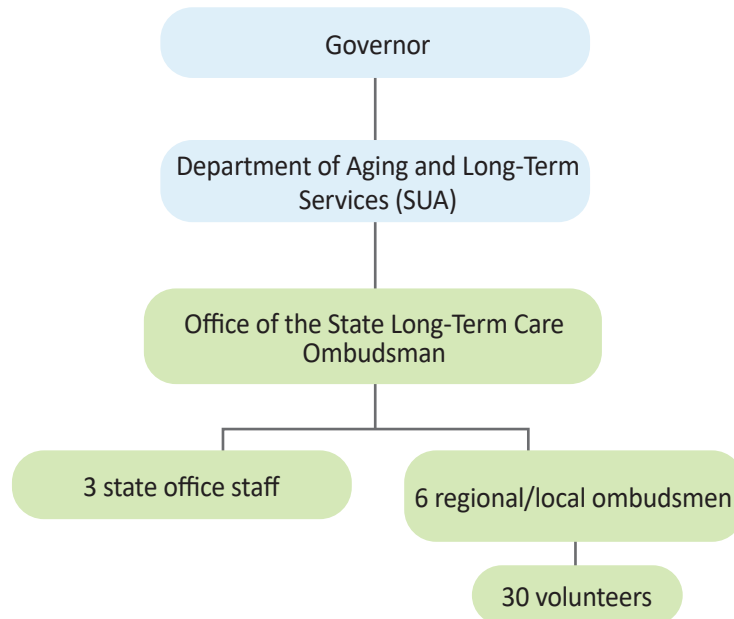 Governor
Department of Aging and Long-Term
Services (SUA)
Office of the State Long-Term Care
Ombudsman
3 state office staff
6 regional/local ombudsmen
30 volunteers